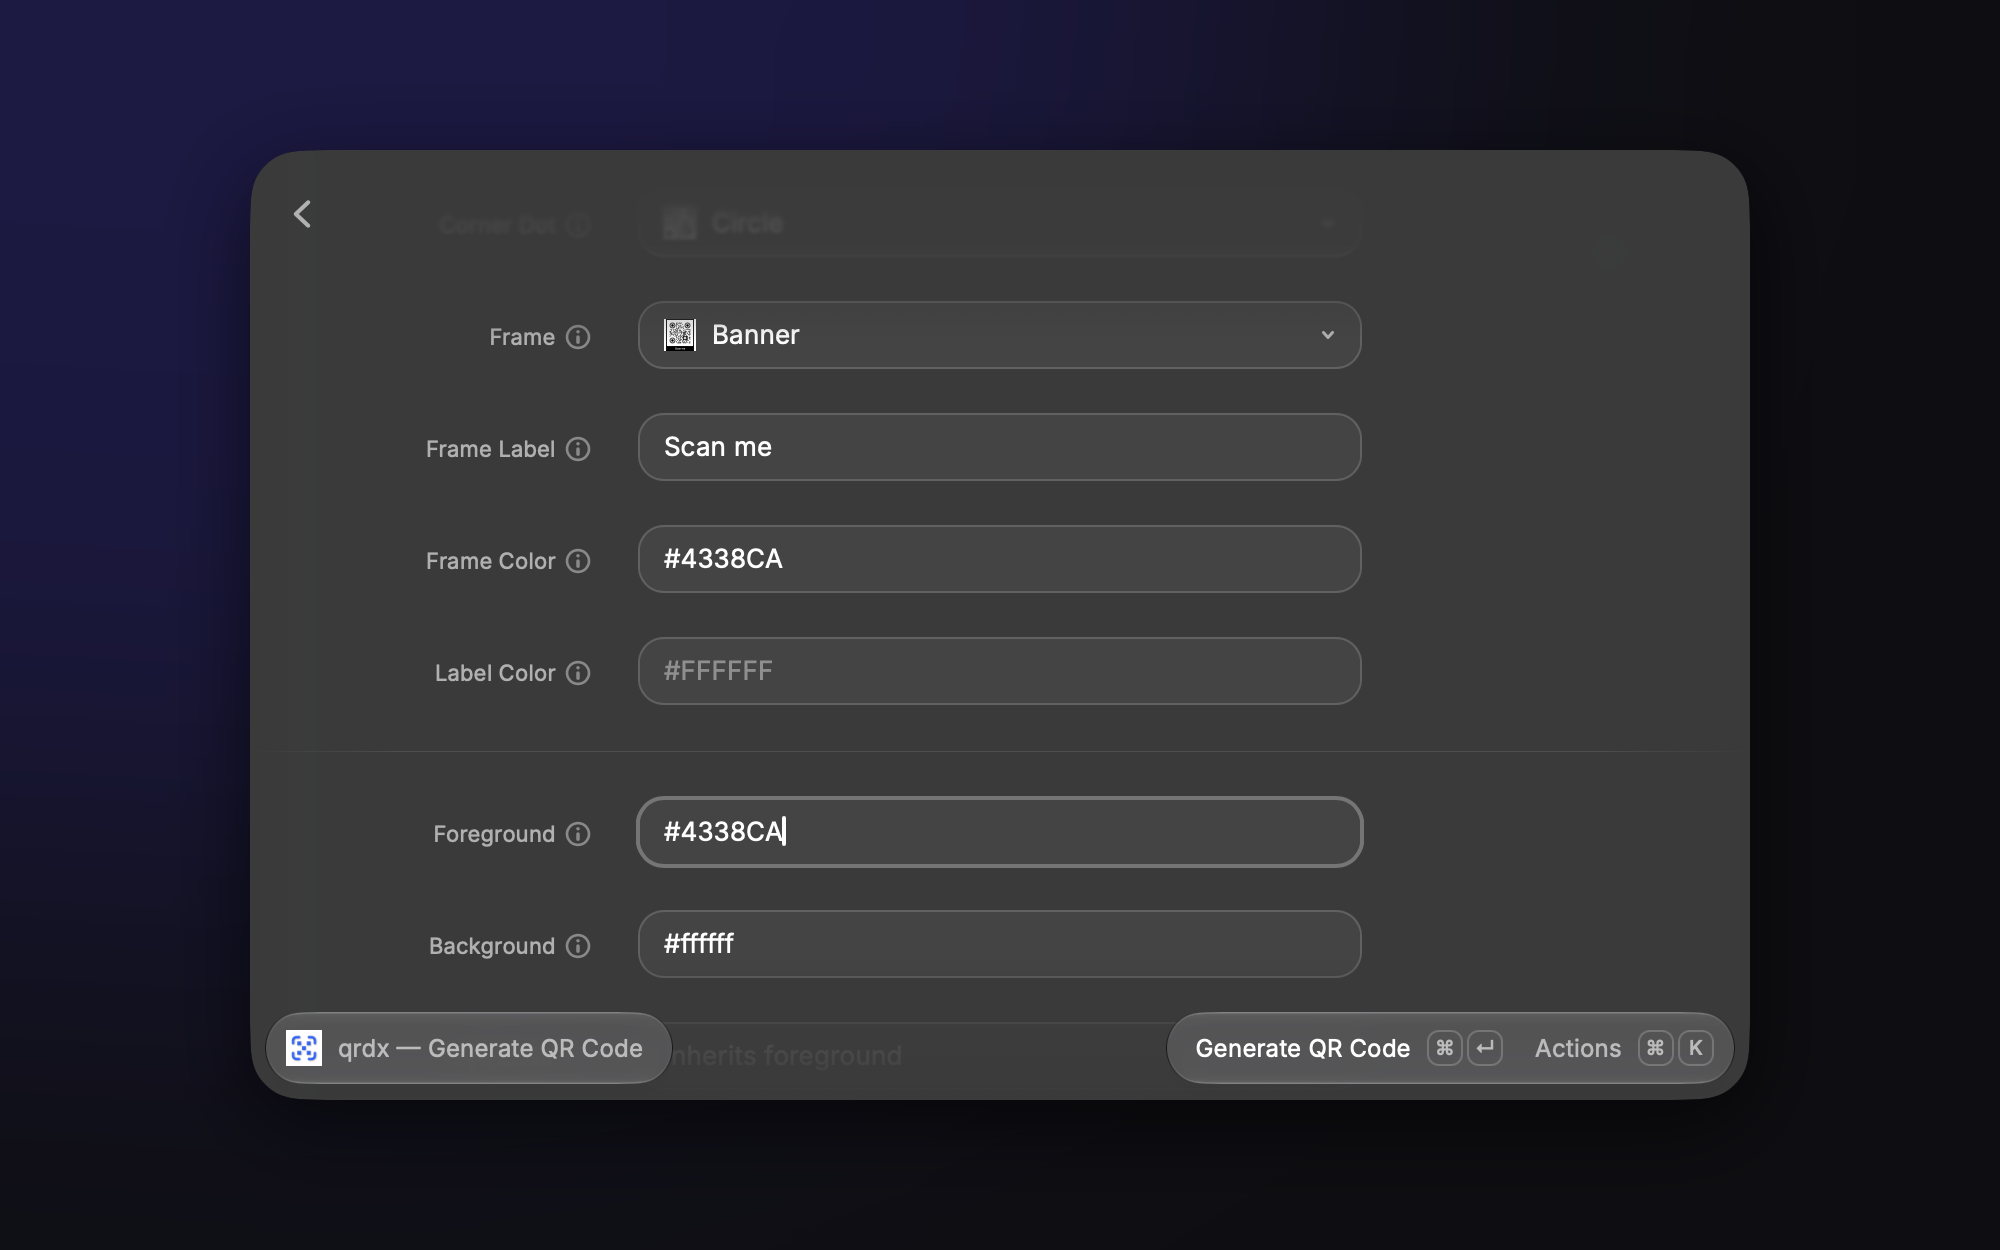 Corner Dot
Circle
Frame
Banner
Frame Label
Scan me
Frame Color
#4338CA
Label Color
#FFFFFF
Foreground
#4338CA
Background
#ffffff
foreground
qrdx — Generate QR Code
Generate QR Code ⌘ ↵ Actions ⌘ K